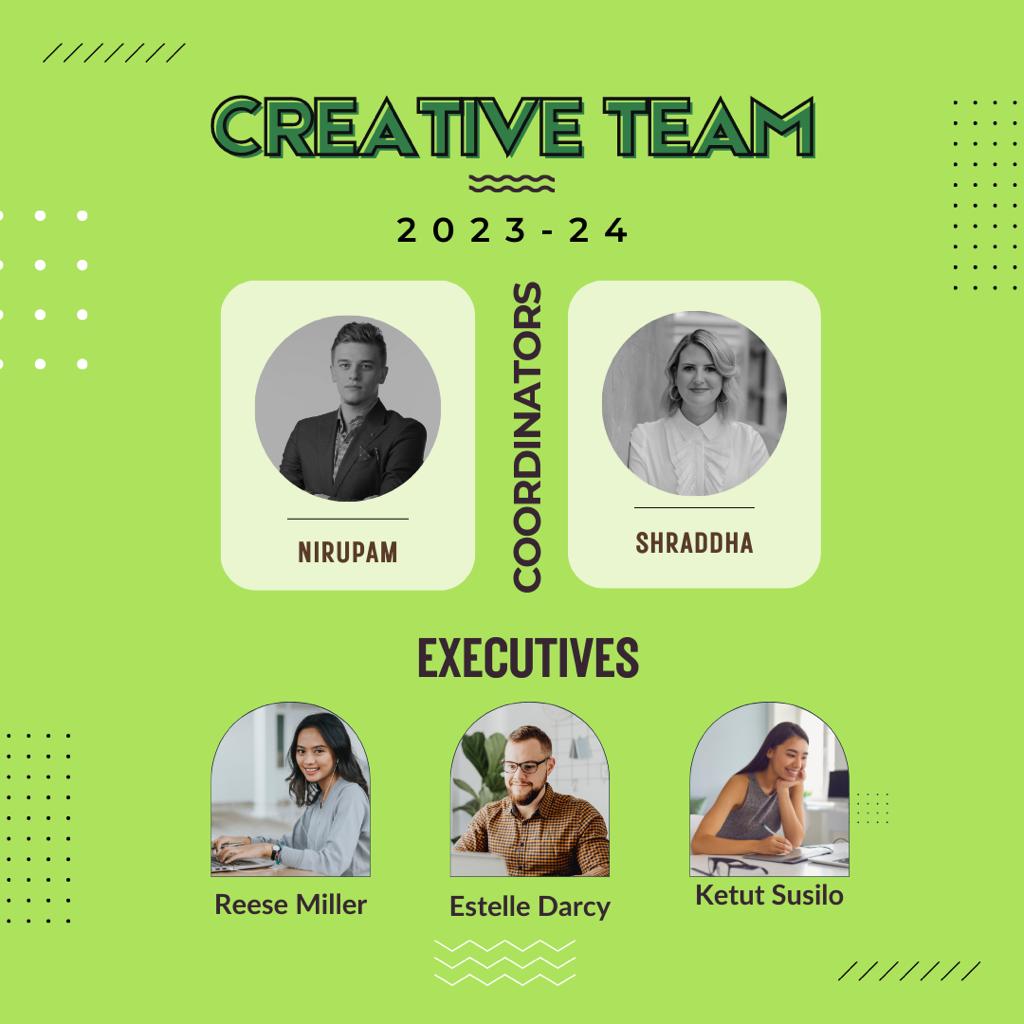 CREATIVE TEAM
2023-24
COORDINATORS
NIRUPAM
SHRADDHA
EXECUTIVES
Reese Miller
Estelle Darcy
Ketut Susilo